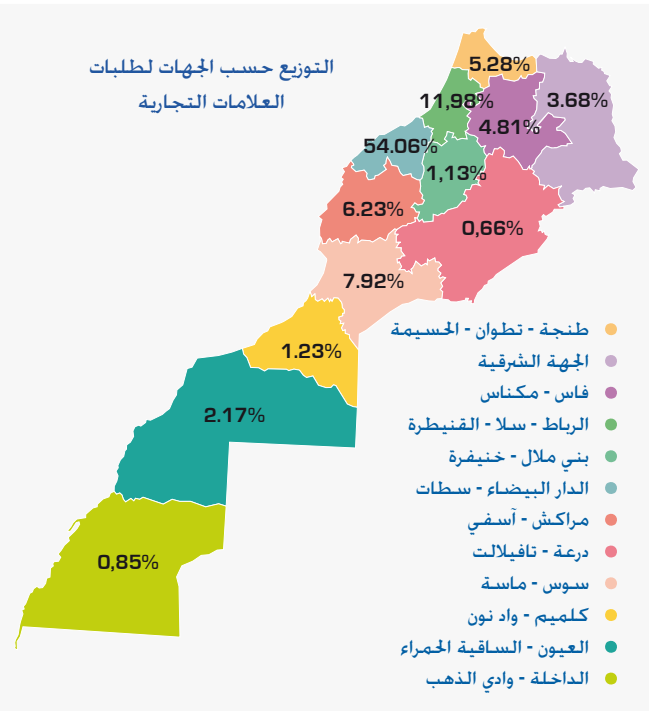 التوزيع حسب الجهات لطلبات
العلامات التجارية
5.28%
3.68%
11,98%
4.81%
54.06%
1,13%
6.23%
0,66%
7.92%
1.23%
2.17%
0,85%
طنجة - تطوان - الحسيمة
الجهة الشرقية
فاس - مكناس
الرباط - سلا - القنيطرة
بني ملال - خنيفرة
الدار البيضاء - سطات
مراكش - آسفي
درعة - تافيلالت
سوس - ماسة
كلميم - واد نون
العيون - الساقية الحمراء
الداخلة - وادي الذهب